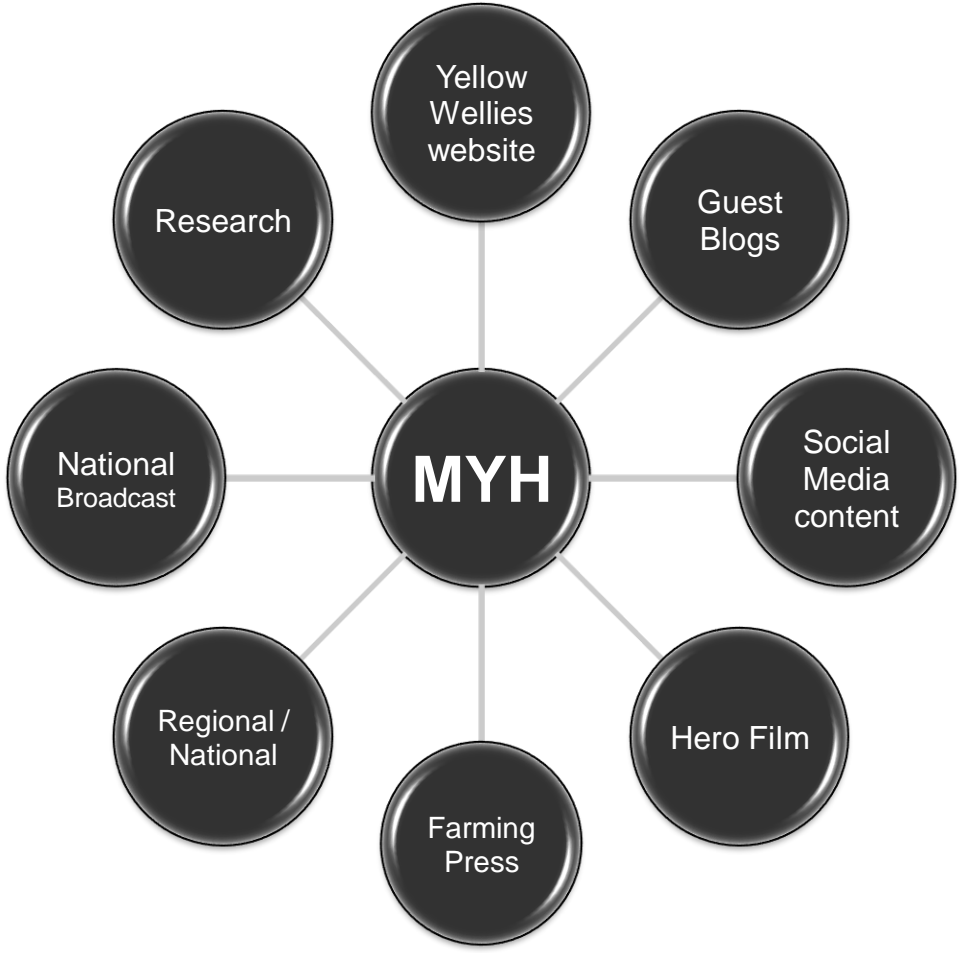 Yellow
Wellies
website
Guest
Blogs
Social
Media
content
Hero Film
Farming
Press
Regional /
National
National
Broadcast
Research
MYH